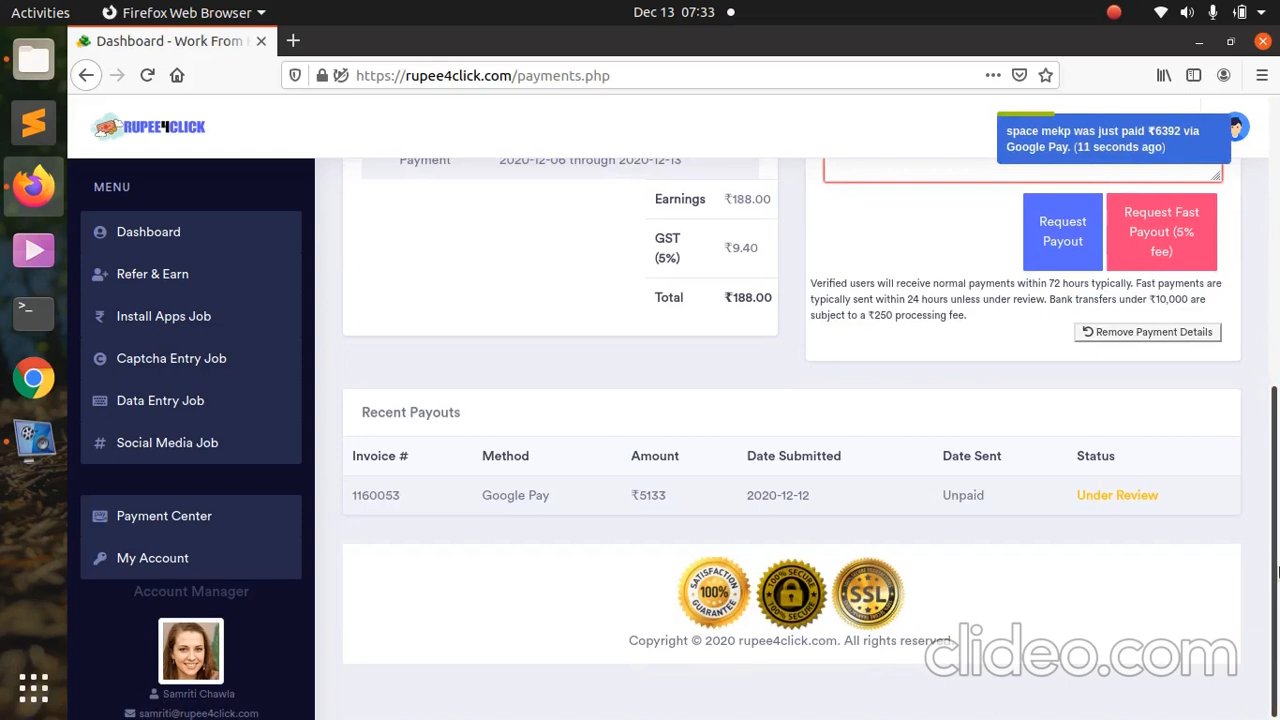 Activities
Firefox Web Browser
Dec 13 07:33
Dashboard - Work From
https://rupee4click.com/payments.php
RUPEE4CLICK
space mekp was just paid ₹6392 via
Google Pay. (11 seconds ago)
MENU
Dashboard
Refer & Earn
Install Apps Job
Captcha Entry Job
Data Entry Job
Social Media Job
Payment Center
My Account
Account Manager
Samriti Chawla
samriti@rupee4click.com
Payment 2020-12-06 through 2020-12-13
Earnings ₹188.00
GST
(5%) ₹9.40
Total ₹188.00
Request
Payout
Request Fast
Payout (5%
fee)
Verified users will receive normal payments within 72 hours typically. Fast payments are
typically sent within 24 hours unless under review. Bank transfers under ₹10,000 are
subject to a ₹250 processing fee.
Remove Payment Details
Recent Payouts
Invoice # Method Amount Date Submitted Date Sent Status
1160053 Google Pay ₹5133 2020-12-12 Unpaid Under Review
SATISFACTION
100%
GUARANTEE
100% SECURE
100% SECURE
SSL
Copyright © 2020 rupee4click.com. All rights reserved
clideo.com